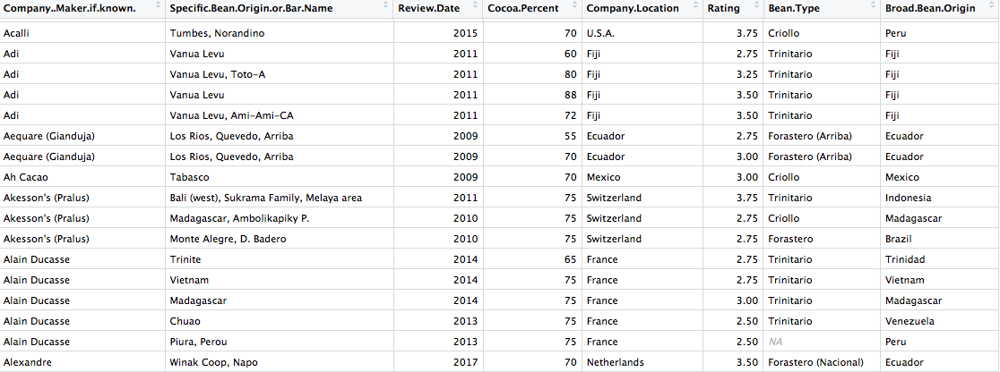 Company..Maker.if.known. Specific.Bean.Origin.or.Bar.Name Review.Date Cocoa.Percent Company.Location Rating Bean.Type Broad.Bean.Origin
Acalli Tumbes, Norandino 2015 70 U.S.A. 3.75 Criollo Peru
Adi Vanua Levu 2011 60 Fiji 2.75 Trinitario Fiji
Adi Vanua Levu, Toto-A 2011 80 Fiji 3.25 Trinitario Fiji
Adi Vanua Levu 2011 88 Fiji 3.50 Trinitario Fiji
Adi Vanua Levu, Ami-Ami-CA 2011 72 Fiji 3.50 Trinitario Fiji
Aequare (Gianduja) Los Rios, Quevedo, Arriba 2009 55 Ecuador 2.75 Forastero (Arriba) Ecuador
Aequare (Gianduja) Los Rios, Quevedo, Arriba 2009 70 Ecuador 3.00 Forastero (Arriba) Ecuador
Ah Cacao Tabasco 2009 70 Mexico 3.00 Criollo Mexico
Akesson's (Pralus) Bali (west), Sukrama Family, Melaya area 2011 75 Switzerland 3.75 Trinitario Indonesia
Akesson's (Pralus) Madagascar, Ambolikapiky P. 2010 75 Switzerland 2.75 Criollo Madagascar
Akesson's (Pralus) Monte Alegre, D. Badero 2010 75 Switzerland 2.75 Forastero Brazil
Alain Ducasse Trinite 2014 65 France 2.75 Trinitario Trinidad
Alain Ducasse Vietnam 2014 75 France 2.75 Trinitario Vietnam
Alain Ducasse Madagascar 2014 75 France 3.00 Trinitario Madagascar
Alain Ducasse Chuao 2013 75 France 2.50 Trinitario Venezuela
Alain Ducasse Piura, Perou 2013 75 France 2.50 NA Peru
Alexandre Winak Coop, Napo 2017 70 Netherlands 3.50 Forastero (Nacional) Ecuador